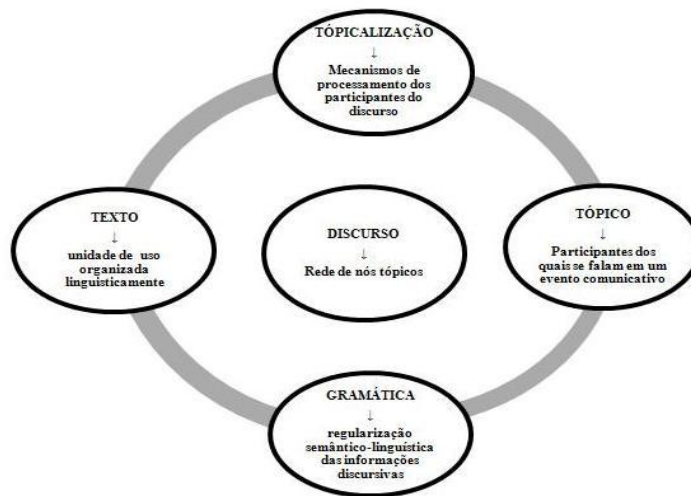 TÓPICALIZAÇÃO
↓
Mecanismos de
processamento dos
participantes do
discurso
TEXTO
↓
unidade de uso
organizada
linguisticamente
DISCURSO
↓
Rede de nós tópicos
TÓPICO
↓
Participantes dos
quais se falam em um
evento comunicativo
GRAMÁTICA
↓
regularização
semântico-linguística
das informações
discursivas